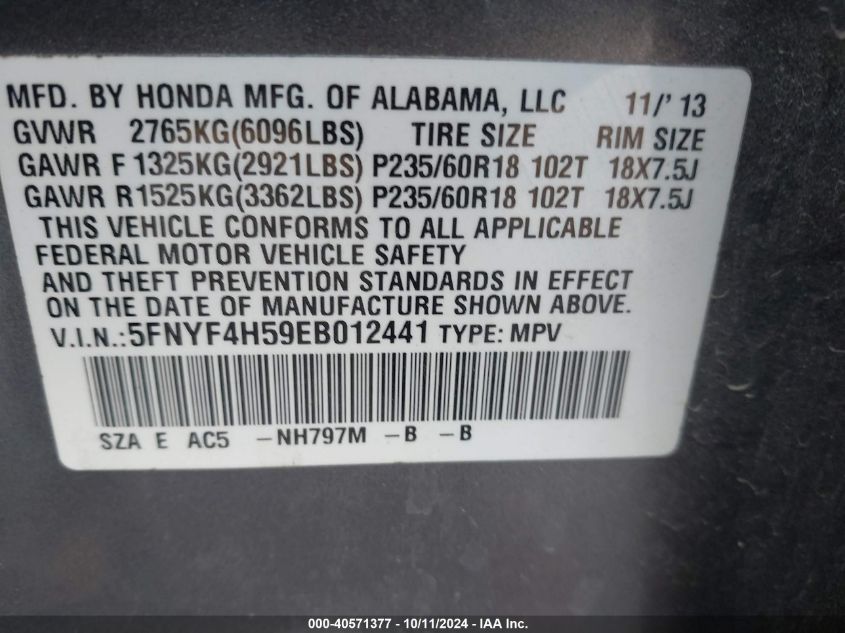 MFD. BY HONDA MFG. OF ALABAMA, LLC 11/'13
GVWR 2765KG(6096LBS) TIRE SIZE RIM SIZE
GAWR F 1325KG(2921LBS) P235/60R18 102T 18X7.5J
GAWR R1525KG(3362LBS) P235/60R18 102T 18X7.5J
THIS VEHICLE CONFORMS TO ALL APPLICABLE
FEDERAL MOTOR VEHICLE SAFETY
AND THEFT PREVENTION STANDARDS IN EFFECT
ON THE DATE OF MANUFACTURE SHOWN ABOVE.
V.I.N.:5FNYF4H59EB012441 TYPE: MPV
SZA E AC5 -NH797M -B -B
000-40571377 - 10/11/2024 - IAA Inc.